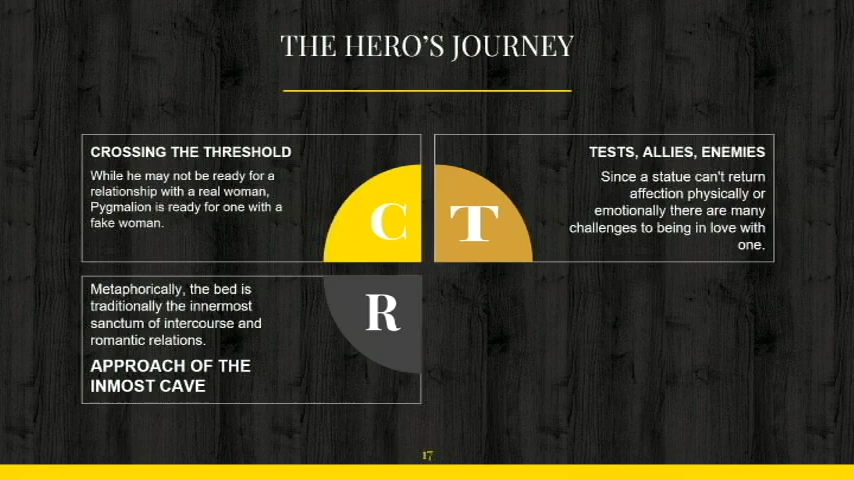 THE HERO’S JOURNEY
CROSSING THE THRESHOLD
While he may not be ready for a
relationship with a real woman,
Pygmalion is ready for one with a
fake woman.
C
TESTS, ALLIES, ENEMIES
Since a statue can't return
affection physically or
emotionally there are many
challenges to being in love with
one.
T
Metaphorically, the bed is
traditionally the innermost
sanctum of intercourse and
romantic relations.
APPROACH OF THE
INMOST CAVE
R
17